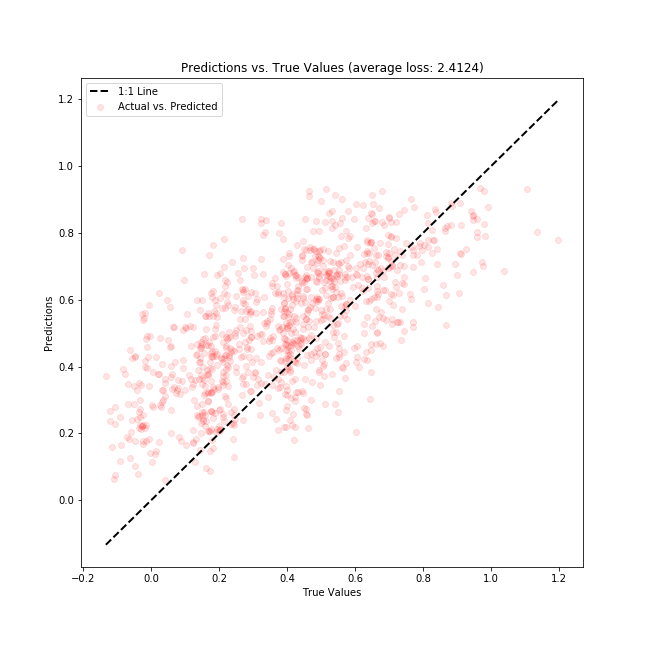 Predictions vs. True Values (average loss: 2.4124)
1:1 Line
Actual vs. Predicted
1.2
1.0
0.8
0.6
0.4
0.2
0.0
Predictions
−0.2 0.0 0.2 0.4 0.6 0.8 1.0 1.2
True Values